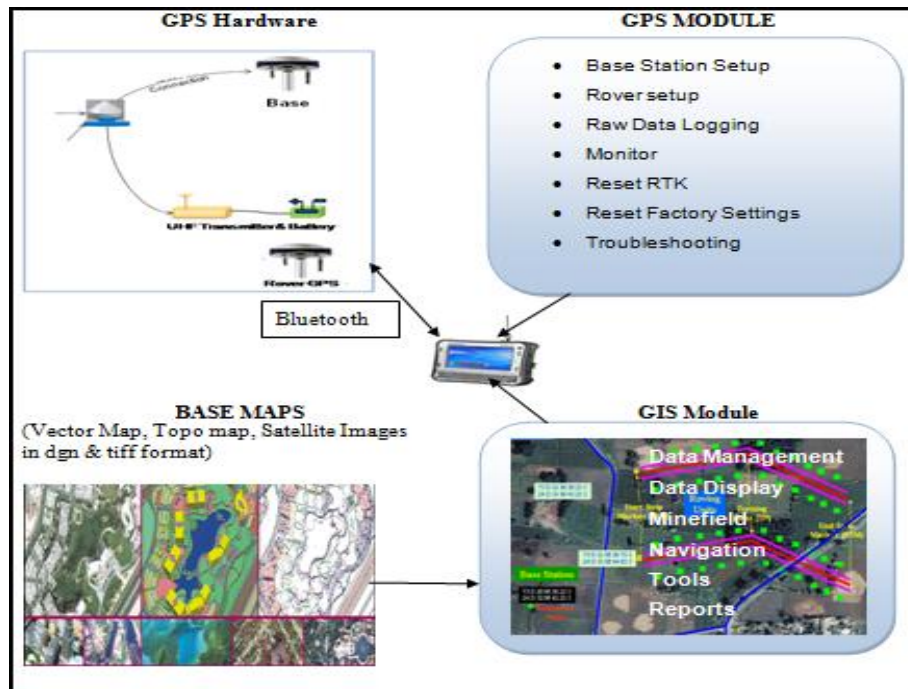 GPS Hardware
GPS MODULE
Connection
Base
UHF Transmitter & Battery
Rover GPS
• Base Station Setup
• Rover setup
• Raw Data Logging
• Monitor
• Reset RTK
• Reset Factory Settings
• Troubleshooting
Bluetooth
BASE MAPS
(Vector Map, Topo map, Satellite Images
in dgn & tiff format)
GIS Module
Data Management
Data Display
Minefield
Navigation
Tools
Reports
Base Station